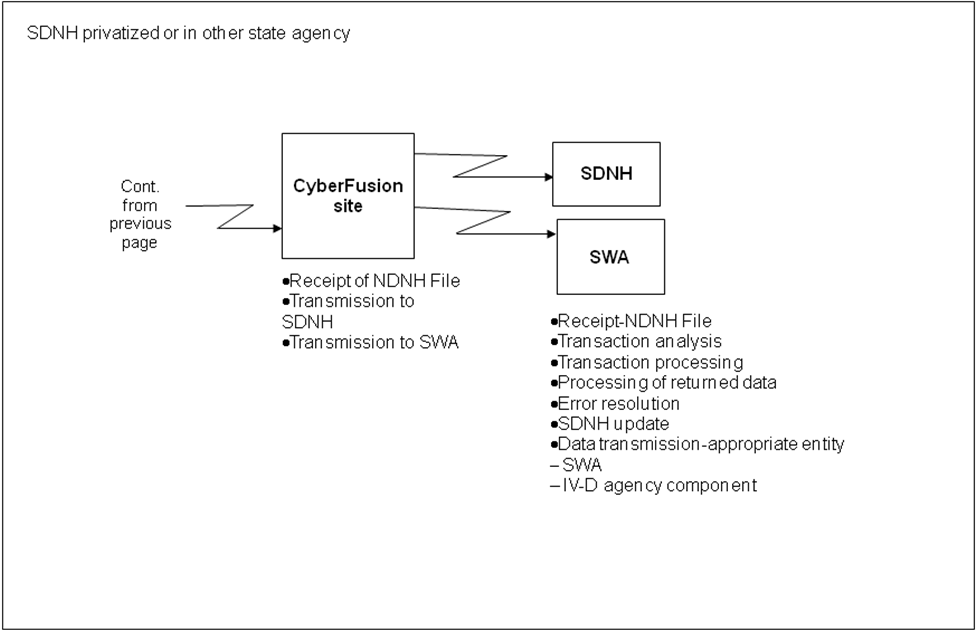 SDNH privatized or in other state agency
Cont.
from
previous
page
CyberFusion
site
●Receipt of NDNH File
●Transmission to
SDNH
●Transmission to SWA
SDNH
SWA
●Receipt-NDNH File
●Transaction analysis
●Transaction processing
●Processing of returned data
●Error resolution
●SDNH update
●Data transmission-appropriate entity
– SWA
– IV-D agency component